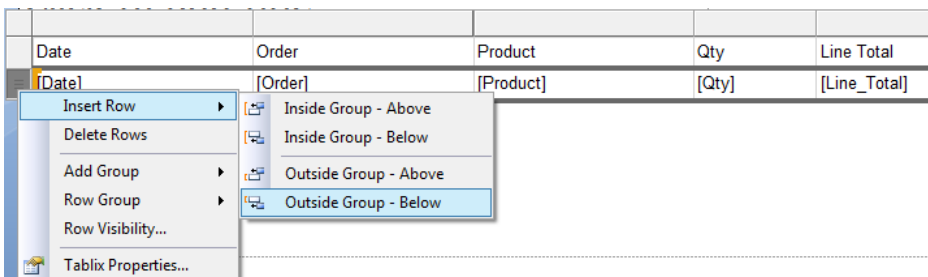 Date Order Product Qty Line Total
[Date] [Order] [Product] [Qty] [Line_Total]
Insert Row
Delete Rows
Add Group
Row Group
Row Visibility...
Tablix Properties...
Inside Group - Above
Inside Group - Below
Outside Group - Above
Outside Group - Below